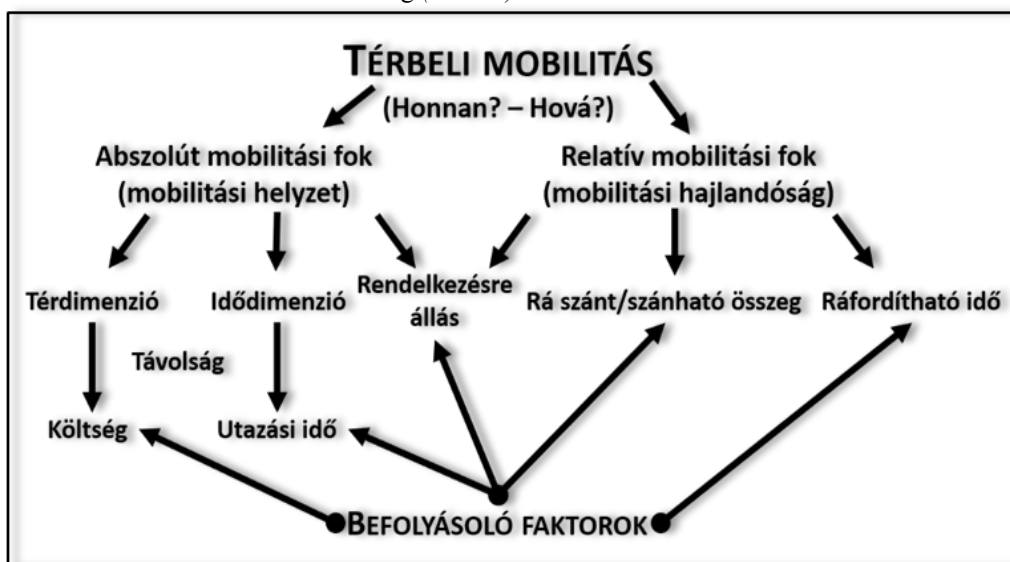 TÉRBELI MOBILITÁS
(Honnan? – Hová?)
Abszolút mobilitási fok
(mobilitási helyzet)
Relatív mobilitási fok
(mobilitási hajlandóság)
Térdimenzió
Idődimenzió
Rendelkezésre
állás
Rá szánt/szánható összeg
Ráfordítható idő
Távolság
Költség
Utazási idő
BEFOLYÁSOLÓ FAKTOROK